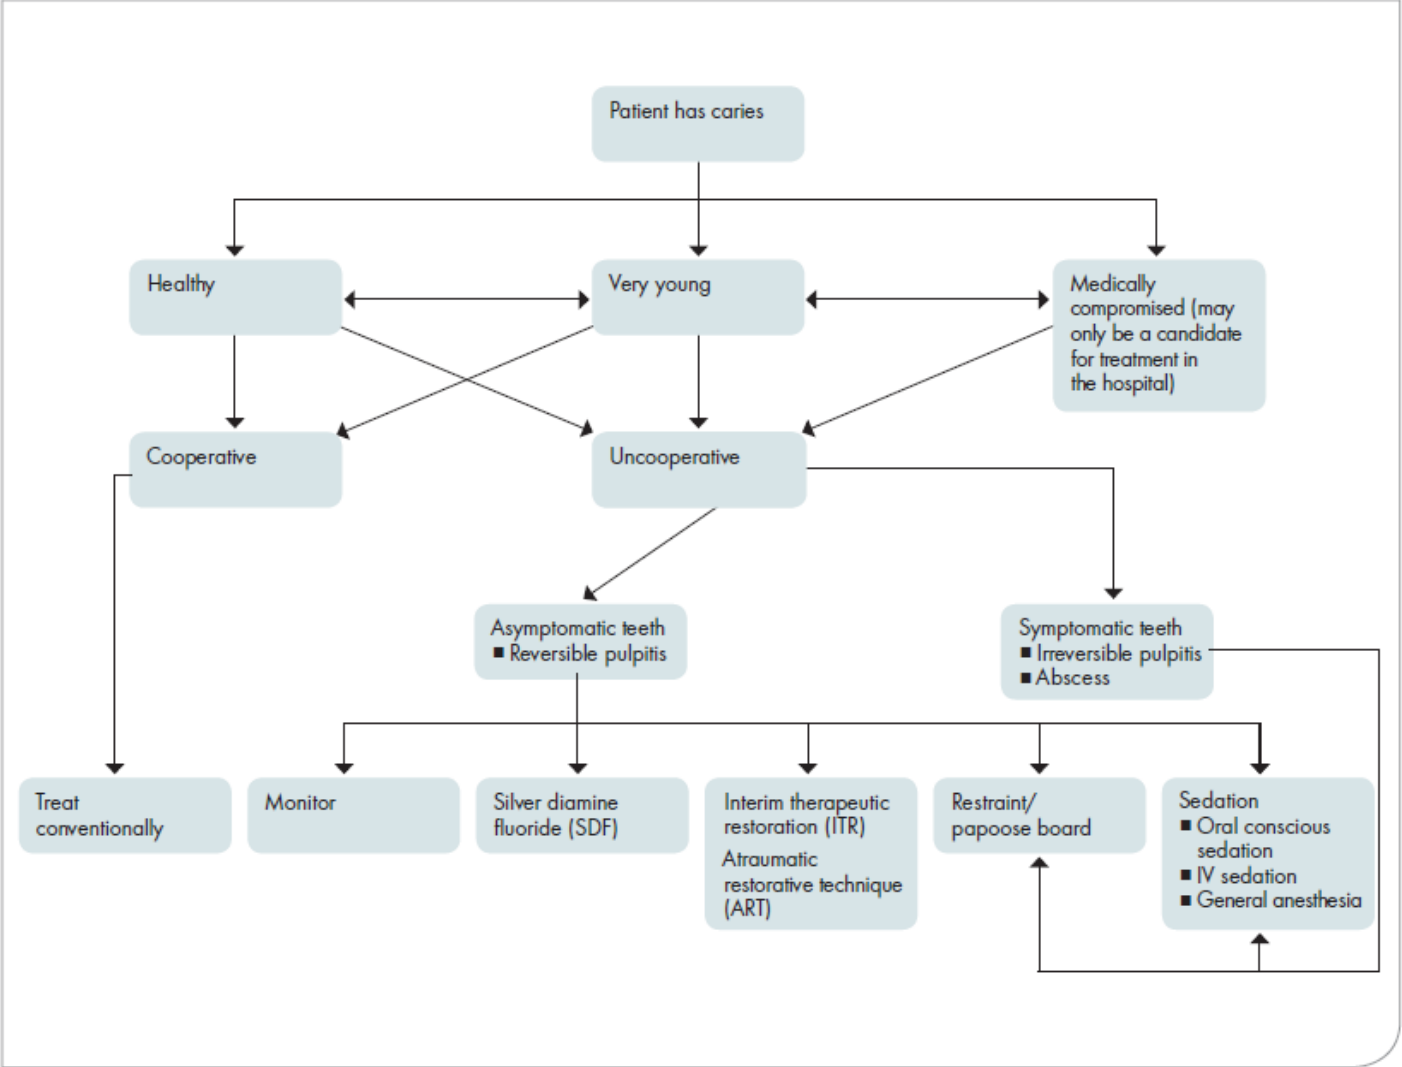 Patient has caries
Healthy
Very young
Medically
compromised (may
only be a candidate
for treatment in
the hospital)
Cooperative
Uncooperative
Asymptomatic teeth
■ Reversible pulpitis
Symptomatic teeth
■ Irreversible pulpitis
■ Abscess
Treat
conventionally
Monitor
Silver diamine
fluoride (SDF)
Interim therapeutic
restoration (ITR)
Atraumatic
restorative technique
(ART)
Restraint/
papoose board
Sedation
■ Oral conscious
sedation
■ IV sedation
■ General anesthesia